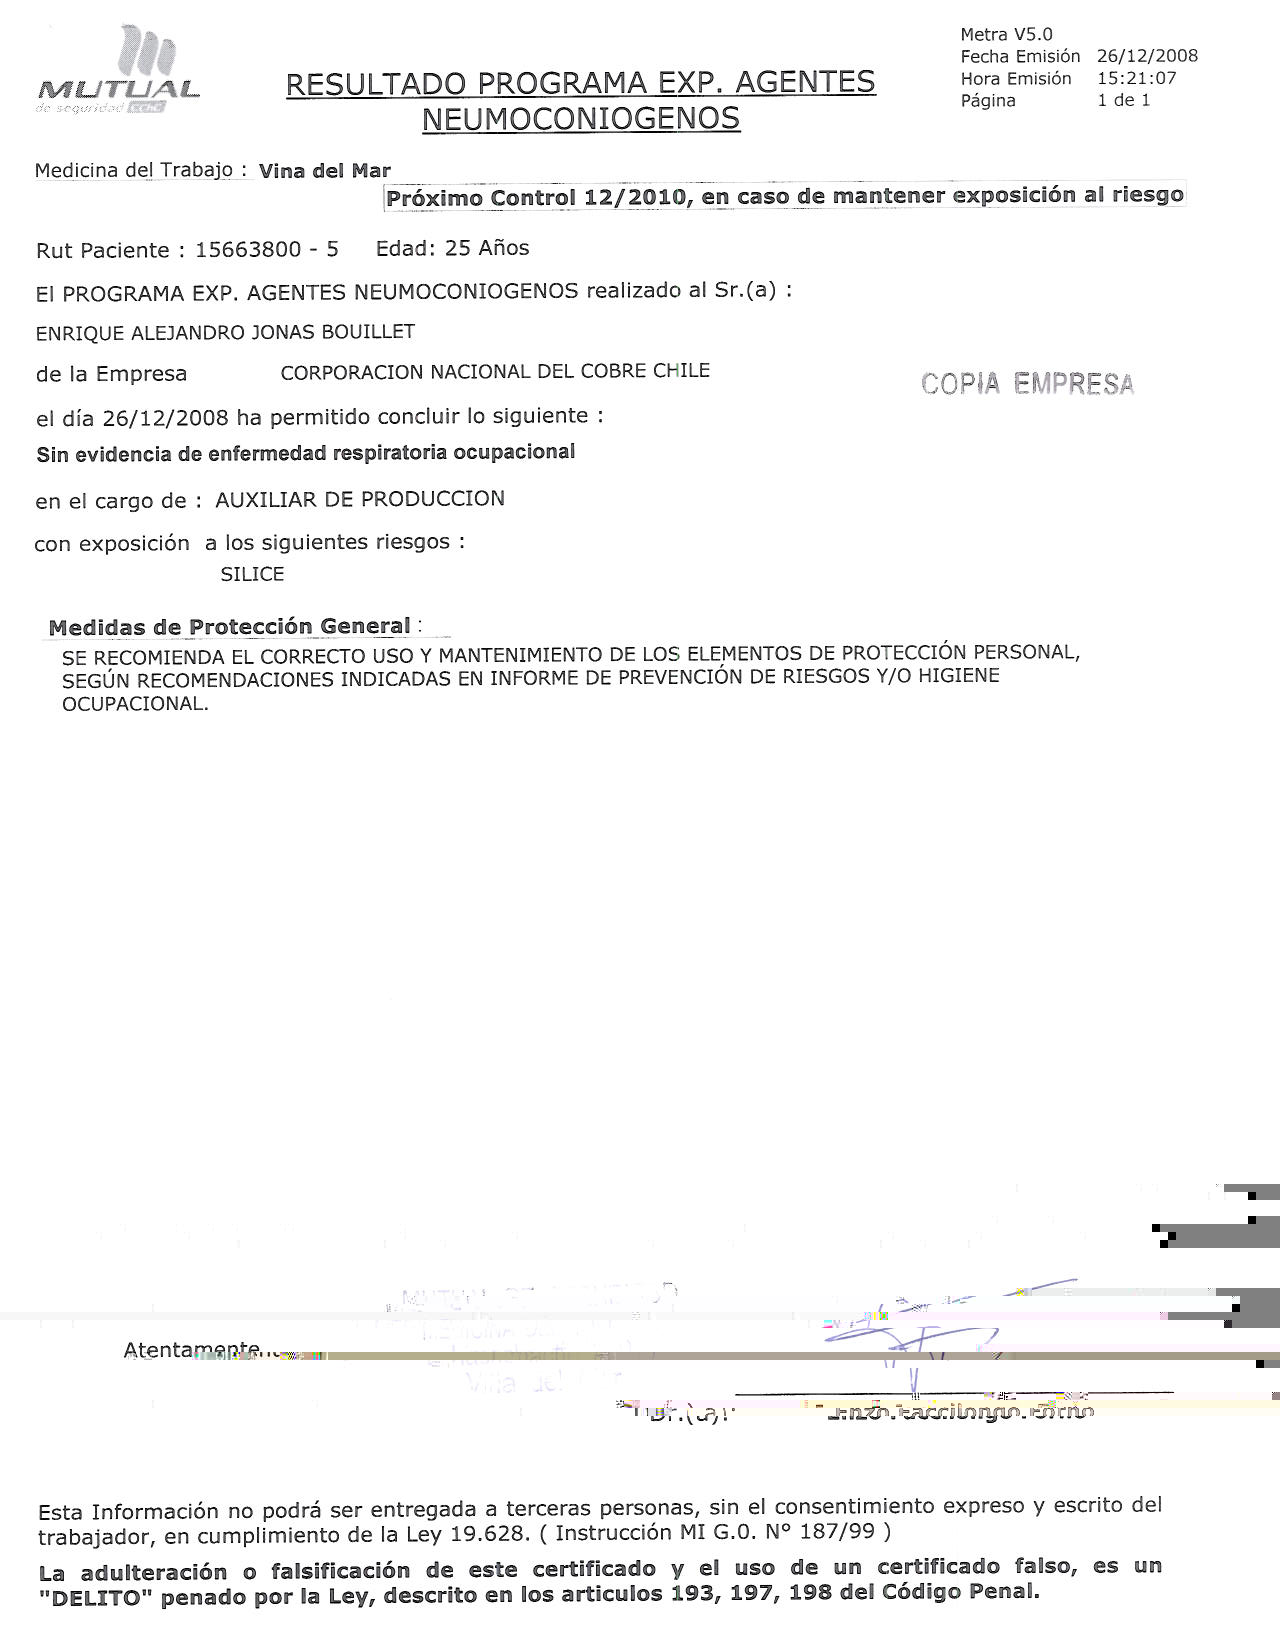 MUTUAL
de seguridad CChC
Metra V5.0
Fecha Emisión 26/12/2008
Hora Emisión 15:21:07
Página 1 de 1
RESULTADO PROGRAMA EXP. AGENTES
NEUMOCONIOGENOS
Medicina del Trabajo : Vina del Mar
Próximo Control 12/2010, en caso de mantener exposición al riesgo
Rut Paciente : 15663800 - 5 Edad: 25 Años
El PROGRAMA EXP. AGENTES NEUMOCONIOGENOS realizado al Sr.(a) :
ENRIQUE ALEJANDRO JONAS BOUILLET
de la Empresa CORPORACION NACIONAL DEL COBRE CHILE
COPIA EMPRESA
el día 26/12/2008 ha permitido concluir lo siguiente :
Sin evidencia de enfermedad respiratoria ocupacional
en el cargo de : AUXILIAR DE PRODUCCION
con exposición a los siguientes riesgos :
SILICE
Medidas de Protección General :
SE RECOMIENDA EL CORRECTO USO Y MANTENIMIENTO DE LOS ELEMENTOS DE PROTECCIÓN PERSONAL,
SEGÚN RECOMENDACIONES INDICADAS EN INFORME DE PREVENCIÓN DE RIESGOS Y/O HIGIENE
OCUPACIONAL.
Atentamente
Viña del
Dr.(a):
Esta Información no podrá ser entregada a terceras personas, sin el consentimiento expreso y escrito del
trabajador, en cumplimiento de la Ley 19.628. ( Instrucción MI G.0. N° 187/99 )
La adulteración o falsificación de este certificado y el uso de un certificado falso, es un
"DELITO" penado por la Ley, descrito en los articulos 193, 197, 198 del Código Penal.